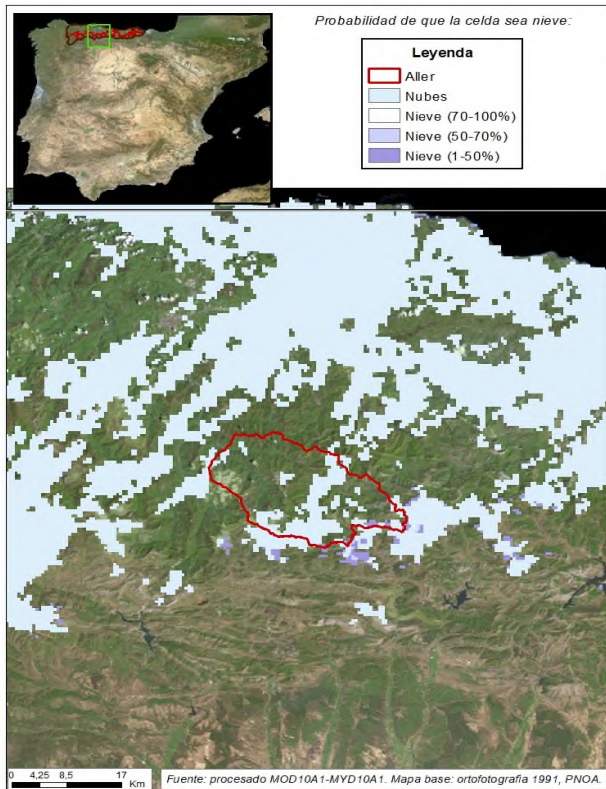 Probabilidad de que la celda sea nieve:
Leyenda
Aller
Nubes
Nieve (70-100%)
Nieve (50-70%)
Nieve (1-50%)
0 4,25 8,5 17
Km
Fuente: procesado MOD10A1-MYD10A1. Mapa base: ortofotografia 1991, PNOA.